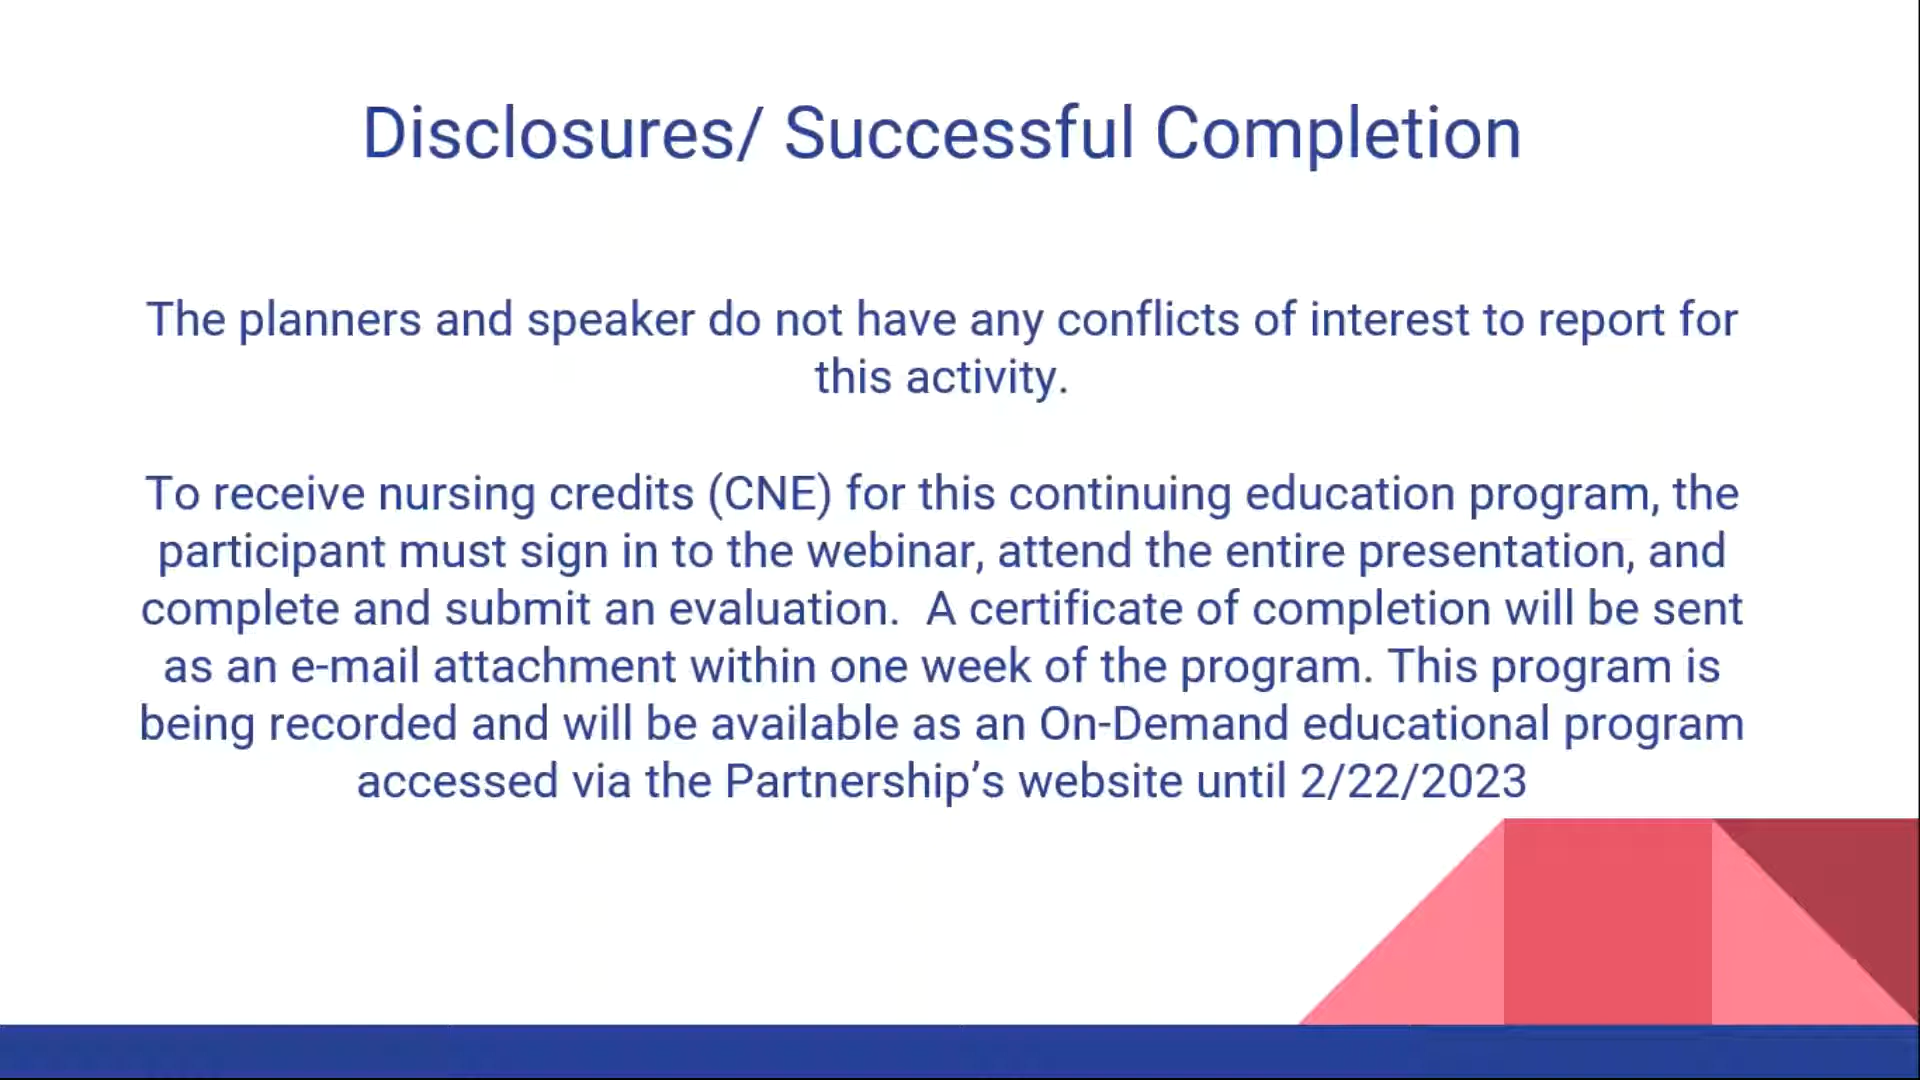 Disclosures/ Successful Completion
The planners and speaker do not have any conflicts of interest to report for
this activity.
To receive nursing credits (CNE) for this continuing education program, the
participant must sign in to the webinar, attend the entire presentation, and
complete and submit an evaluation.  A certificate of completion will be sent
as an e-mail attachment within one week of the program. This program is
being recorded and will be available as an On-Demand educational program
accessed via the Partnership’s website until 2/22/2023